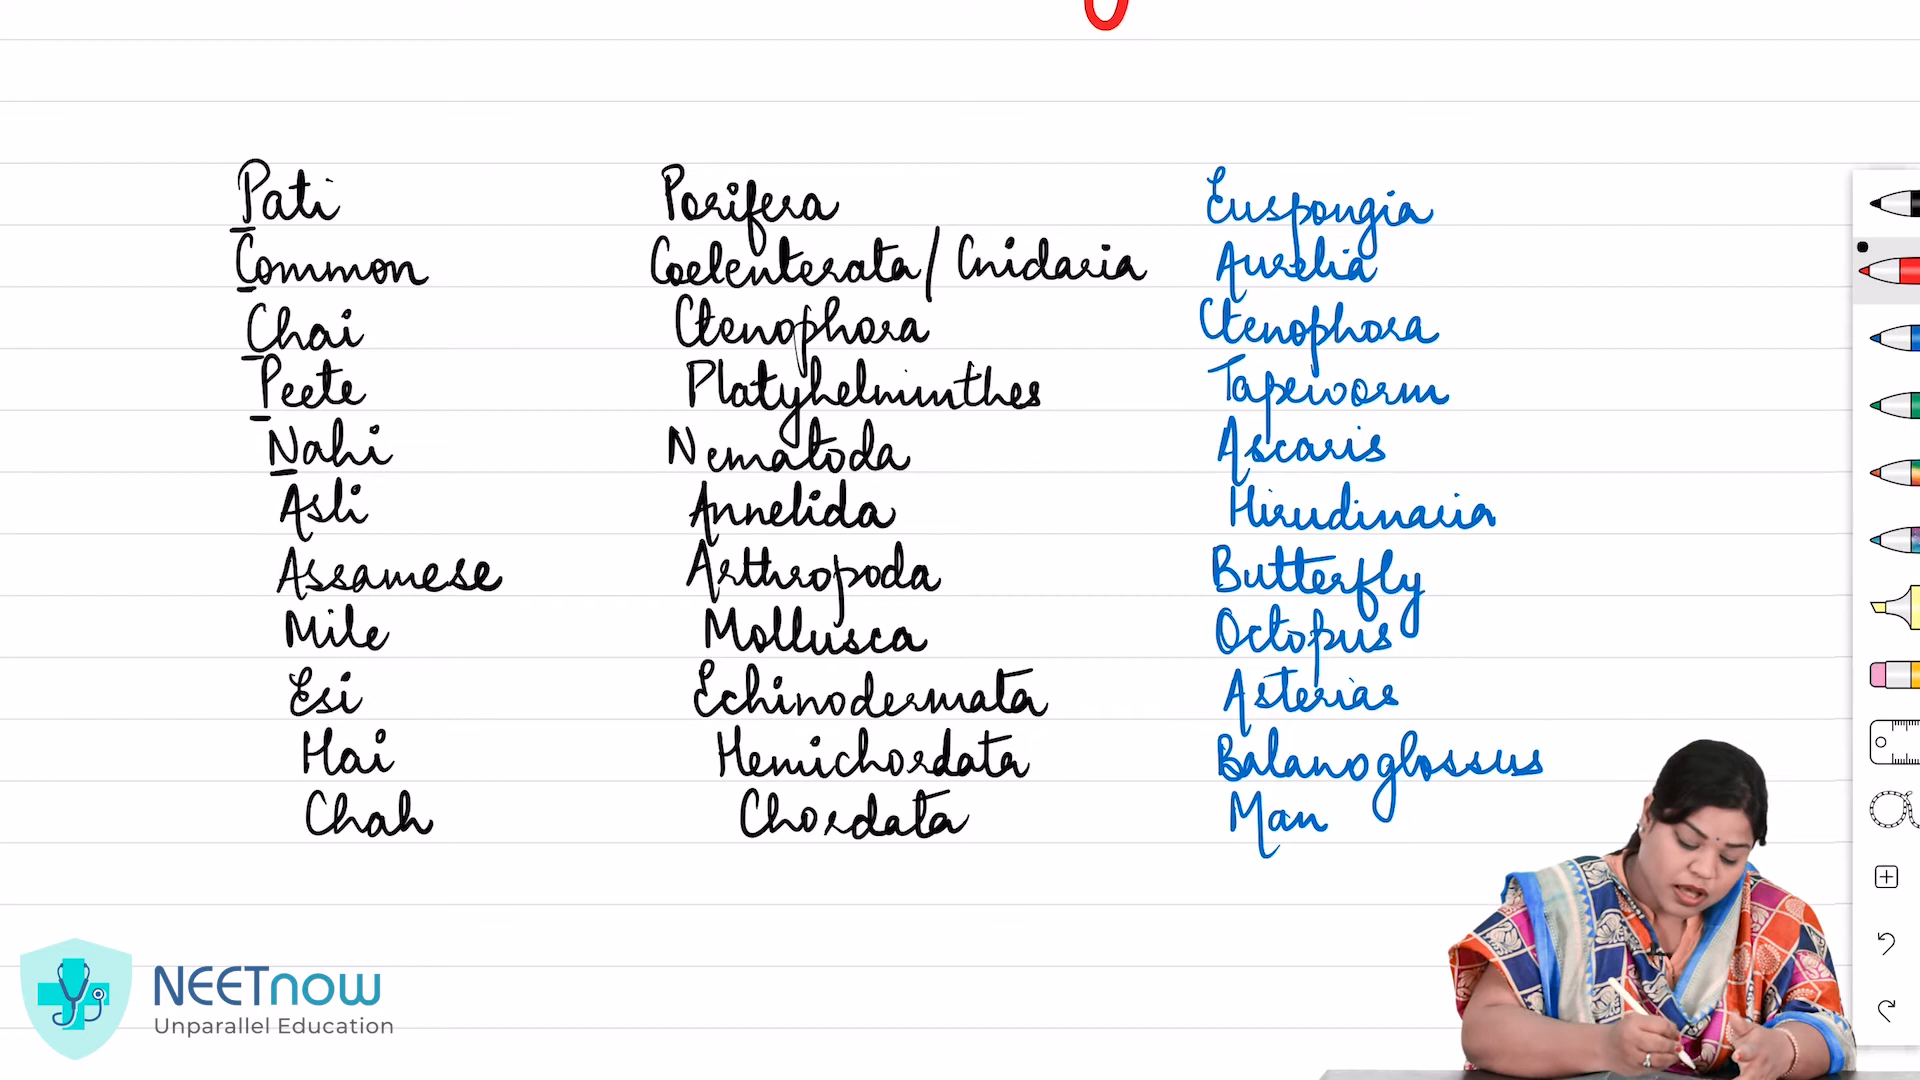 Pati Porifera Euspongia
Common Coelenterata/ Cnidaria Aurelia
Chai Ctenophora Ctenophora
Peete Platyhelminthes Tapeworm
Nahi Nematoda Ascaris
Asli Annelida Hirudinaria
Assamese Arthropoda Butterfly
Mile Mollusca Octopus
Esi Echinodermata Asterias
Hai Hemichordata Balanoglossus
Chah Chordata Man
NEETnow
Unparallel Education